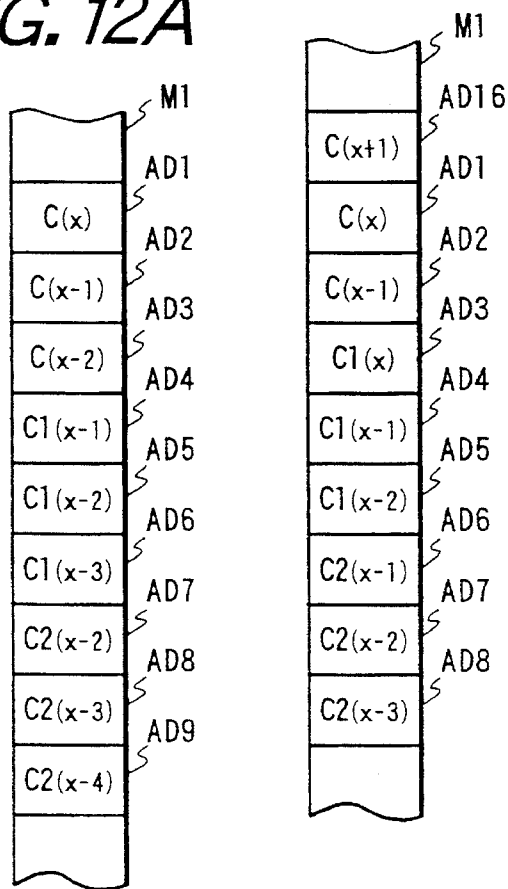 G. 12A
M1
AD1
C(x)
AD2
C(x-1)
AD3
C(x-2)
AD4
C1(x-1)
AD5
C1(x-2)
AD6
C1(x-3)
AD7
C2(x-2)
AD8
C2(x-3)
AD9
C2(x-4)
M1
AD16
C(x+1)
AD1
C(x)
AD2
C(x-1)
AD3
C1(x)
AD4
C1(x-1)
AD5
C1(x-2)
AD6
C2(x-1)
AD7
C2(x-2)
AD8
C2(x-3)